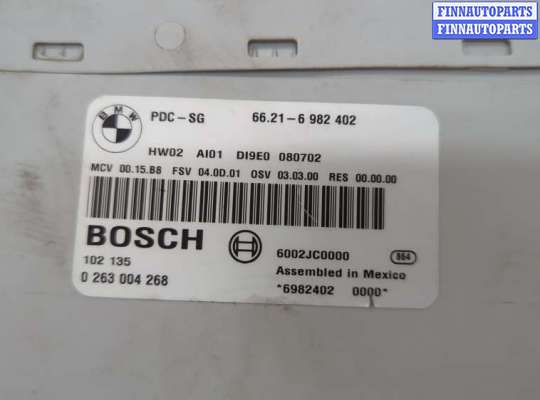 FINNAUTOPARTS
FINNAUTOPARTS
BMW
PDC-SG 66.21-6 982 402
HW02 AI01 DI9E0 080702
MCV 00.15.B8 FSV 04.0D.01 OSV 03.03.00 RES 00.00.00
BOSCH
6002JC0000 864
102 135
Assembled in Mexico
0 263 004 268
*6982402 0000*